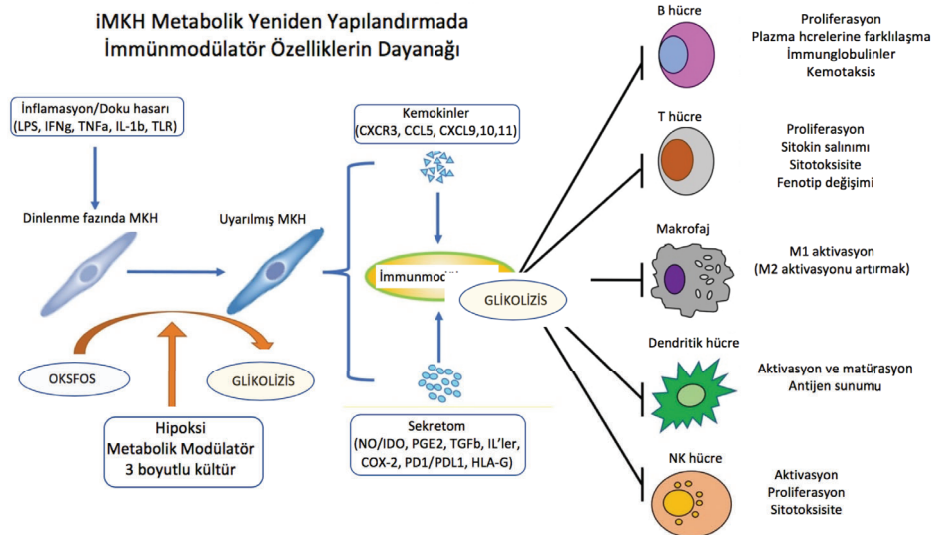 iMKH Metabolik Yeniden Yapılandırmada
İmmünmodülatör Özelliklerin Dayanağı
İnflamasyon/Doku hasarı
(LPS, IFNg, TNFa, IL-1b, TLR)
Dinlenme fazında MKH
Uyarılmış MKH
OKSFOS
GLİKOLİZİS
Hipoksi
Metabolik Modülatör
3 boyutlu kültür
Kemokinler
(CXCR3, CCL5, CXCL9,10,11)
GLİKOLİZİS
Sekretom
(NO/IDO, PGE2, TGFb, IL'ler,
COX-2, PD1/PDL1, HLA-G)
B hücre
Proliferasyon
Plazma hcrelerine farklılaşma
İmmunglobulinler
Kemotaksis
T hücre
Proliferasyon
Sitokin salınımı
Sitotoksisite
Fenotip değişimi
Makrofaj
M1 aktivasyon
(M2 aktivasyonu artırmak)
Dendritik hücre
Aktivasyon ve matürasyon
Antijen sunumu
NK hücre
Aktivasyon
Proliferasyon
Sitotoksisite